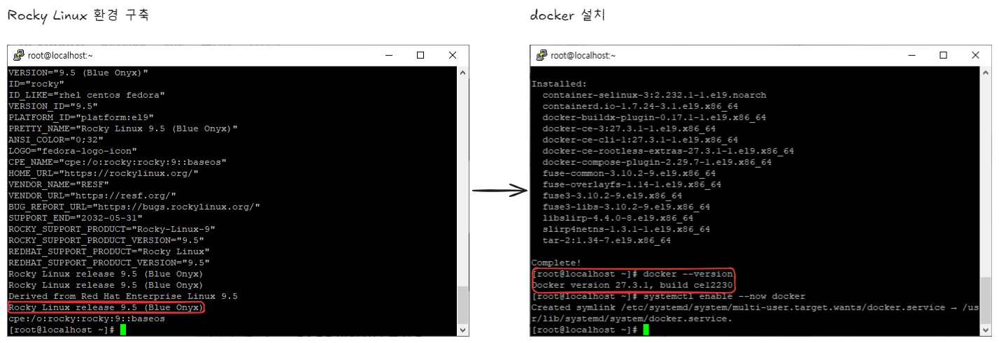 Rocky Linux 환경 구축
root@localhost:~
VERSION="9.5 (Blue Onyx)"
ID="rocky"
ID_LIKE="rhel centos fedora"
VERSION_ID="9.5"
PLATFORM_ID="platform:el9"
PRETTY_NAME="Rocky Linux 9.5 (Blue Onyx)"
ANSI_COLOR="0;32"
LOGO="fedora-logo-icon"
CPE_NAME="cpe:/o:rocky:rocky:9::baseos"
HOME_URL="https://rockylinux.org/"
VENDOR_NAME="RESF"
VENDOR_URL="https://resf.org/"
BUG_REPORT_URL="https://bugs.rockylinux.org/"
SUPPORT_END="2032-05-31"
ROCKY_SUPPORT_PRODUCT="Rocky-Linux-9"
ROCKY_SUPPORT_PRODUCT_VERSION="9.5"
REDHAT_SUPPORT_PRODUCT="Rocky Linux"
REDHAT_SUPPORT_PRODUCT_VERSION="9.5"
Rocky Linux release 9.5 (Blue Onyx)
Rocky Linux release 9.5 (Blue Onyx)
Derived from Red Hat Enterprise Linux 9.5
Rocky Linux release 9.5 (Blue Onyx)
cpe:/o:rocky:rocky:9::baseos
[root@localhost ~]#
docker 설치
root@localhost:~
Installed:
container-selinux-3:2.232.1-1.el9.noarch
containerd.io-1.7.24-3.1.el9.x86_64
docker-buildx-plugin-0.17.1-1.el9.x86_64
docker-ce-3:27.3.1-1.el9.x86_64
docker-ce-cli-1:27.3.1-1.el9.x86_64
docker-ce-rootless-extras-27.3.1-1.el9.x86_64
docker-compose-plugin-2.29.7-1.el9.x86_64
fuse-common-3.10.2-9.el9.x86_64
fuse-overlayfs-1.14-1.el9.x86_64
fuse3-3.10.2-9.el9.x86_64
fuse3-libs-3.10.2-9.el9.x86_64
libslirp-4.4.0-8.el9.x86_64
slirp4netns-1.3.1-1.el9.x86_64
tar-2:1.34-7.el9.x86_64
Complete!
[root@localhost ~]# docker --version
Docker version 27.3.1, build ce12230
[root@localhost ~]# systemctl enable --now docker
Created symlink /etc/systemd/system/multi-user.target.wants/docker.service → /us
r/lib/systemd/system/docker.service.
[root@localhost ~]#